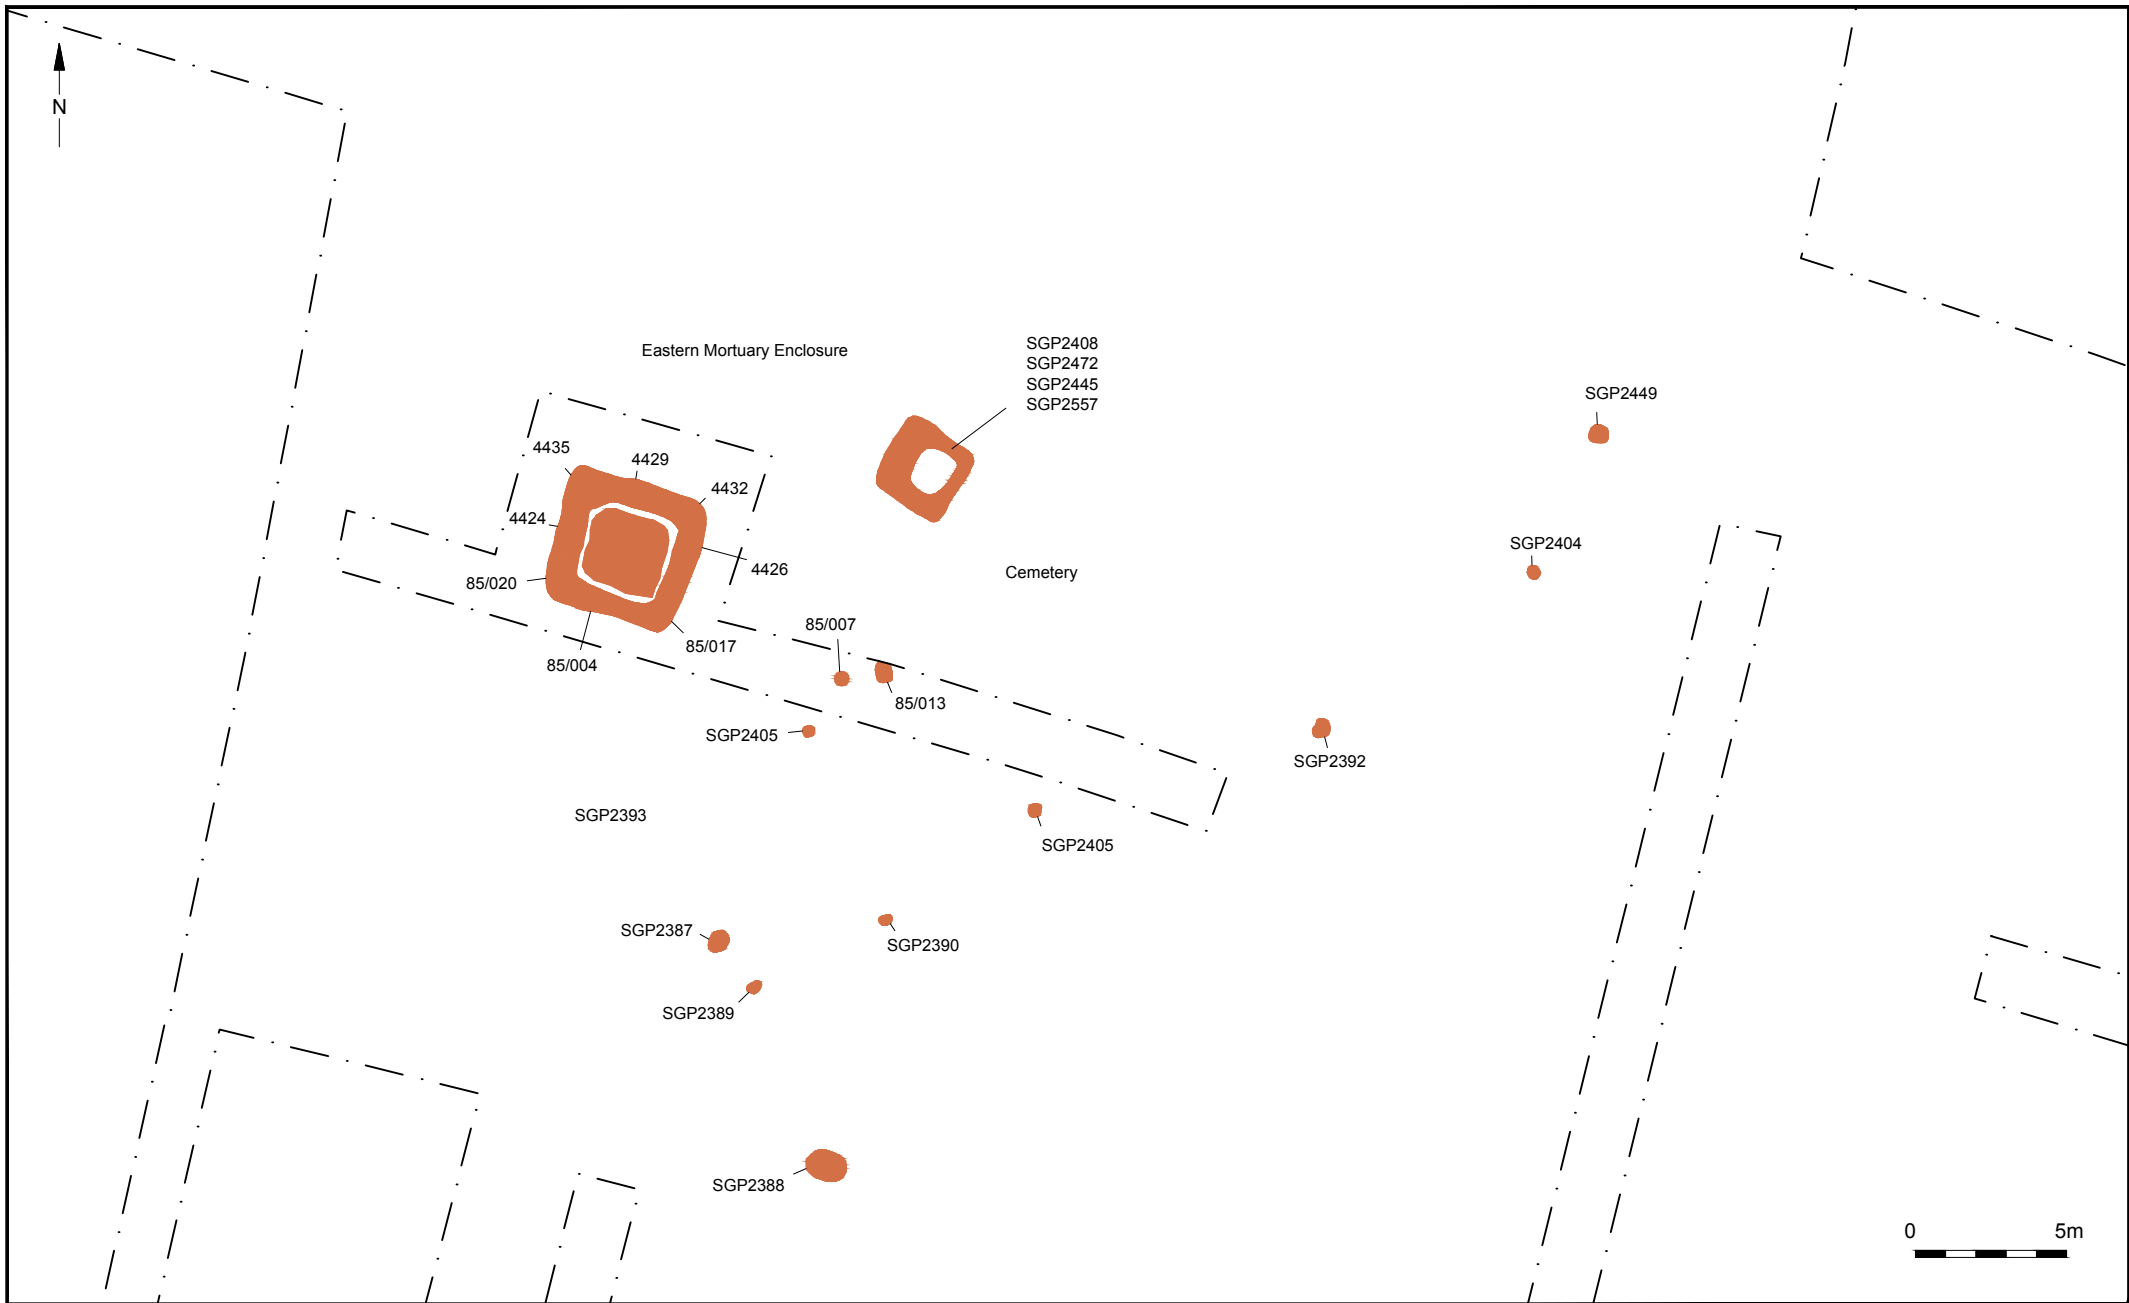 N
Eastern Mortuary Enclosure
SGP2408
SGP2472
SGP2445
SGP2557
SGP2449
4435
4429
4432
4424
SGP2404
4426
Cemetery
85/020
85/007
85/017
85/004
85/013
SGP2405
SGP2392
SGP2393
SGP2405
SGP2387
SGP2390
SGP2389
SGP2388
0 5m